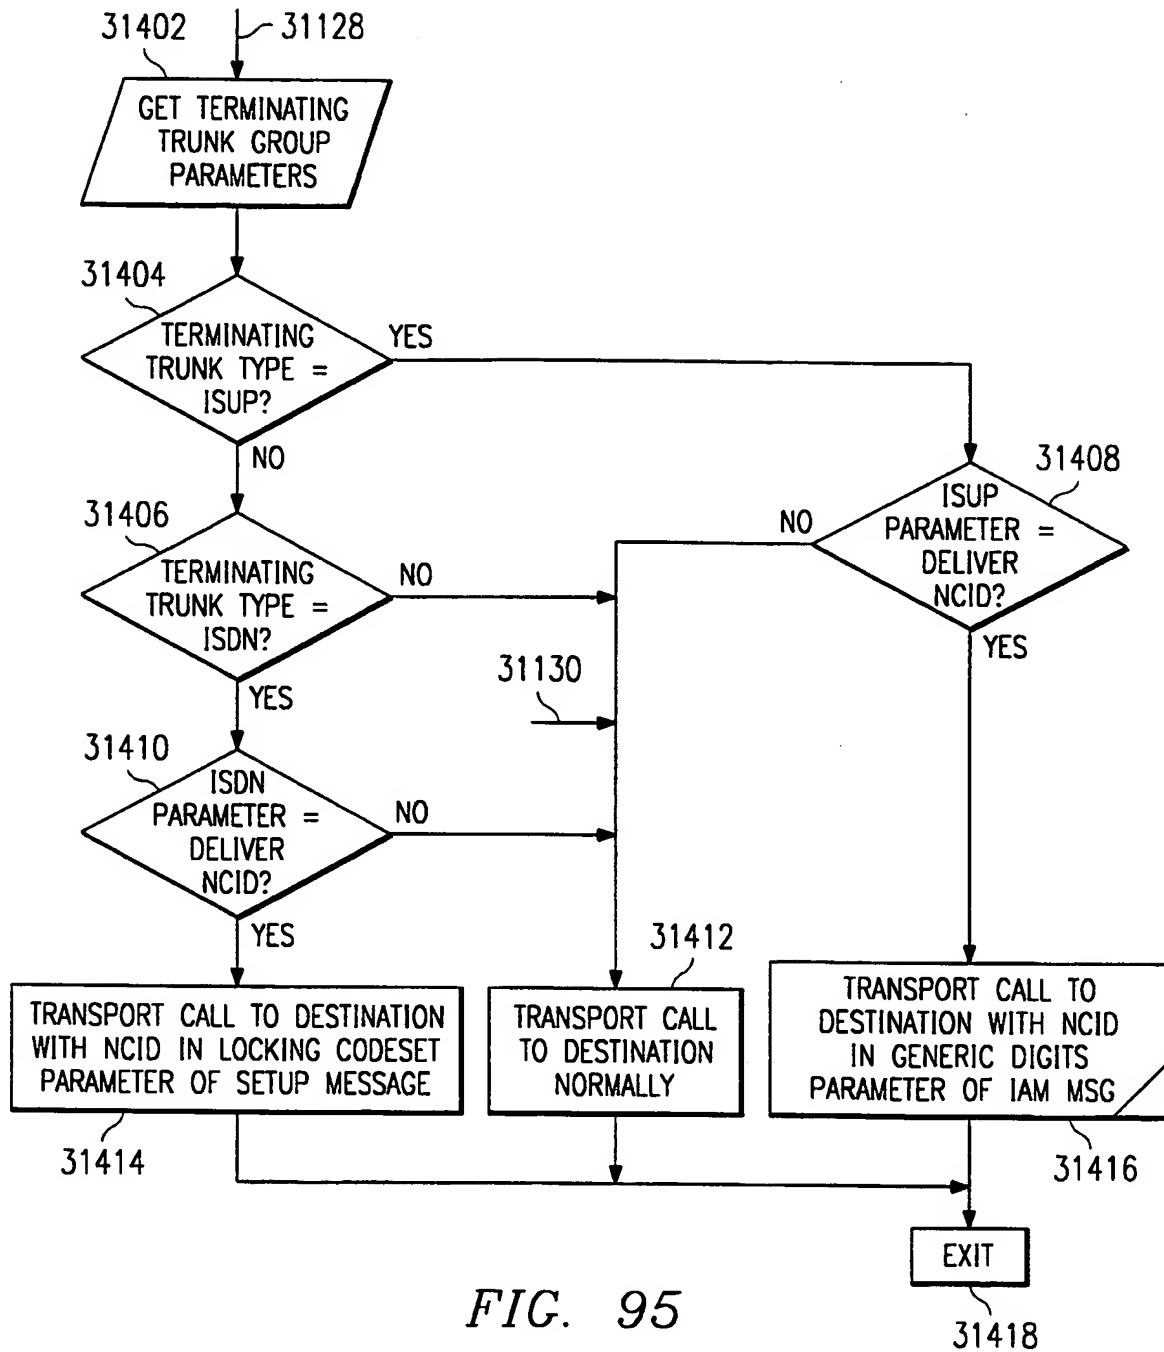 31402
31128
GET TERMINATING
TRUNK GROUP
PARAMETERS
31404
TERMINATING
TRUNK TYPE =
ISUP?
YES
NO
31406
TERMINATING
TRUNK TYPE =
ISDN?
NO
YES
31408
ISUP
PARAMETER =
DELIVER
NCID?
NO
YES
31130
31410
ISDN
PARAMETER =
DELIVER
NCID?
NO
YES
31412
TRANSPORT CALL TO DESTINATION
WITH NCID IN LOCKING CODESET
PARAMETER OF SETUP MESSAGE
31414
TRANSPORT CALL
TO DESTINATION
NORMALLY
TRANSPORT CALL TO
DESTINATION WITH NCID
IN GENERIC DIGITS
PARAMETER OF IAM MSG
31416
EXIT
31418
FIG. 95